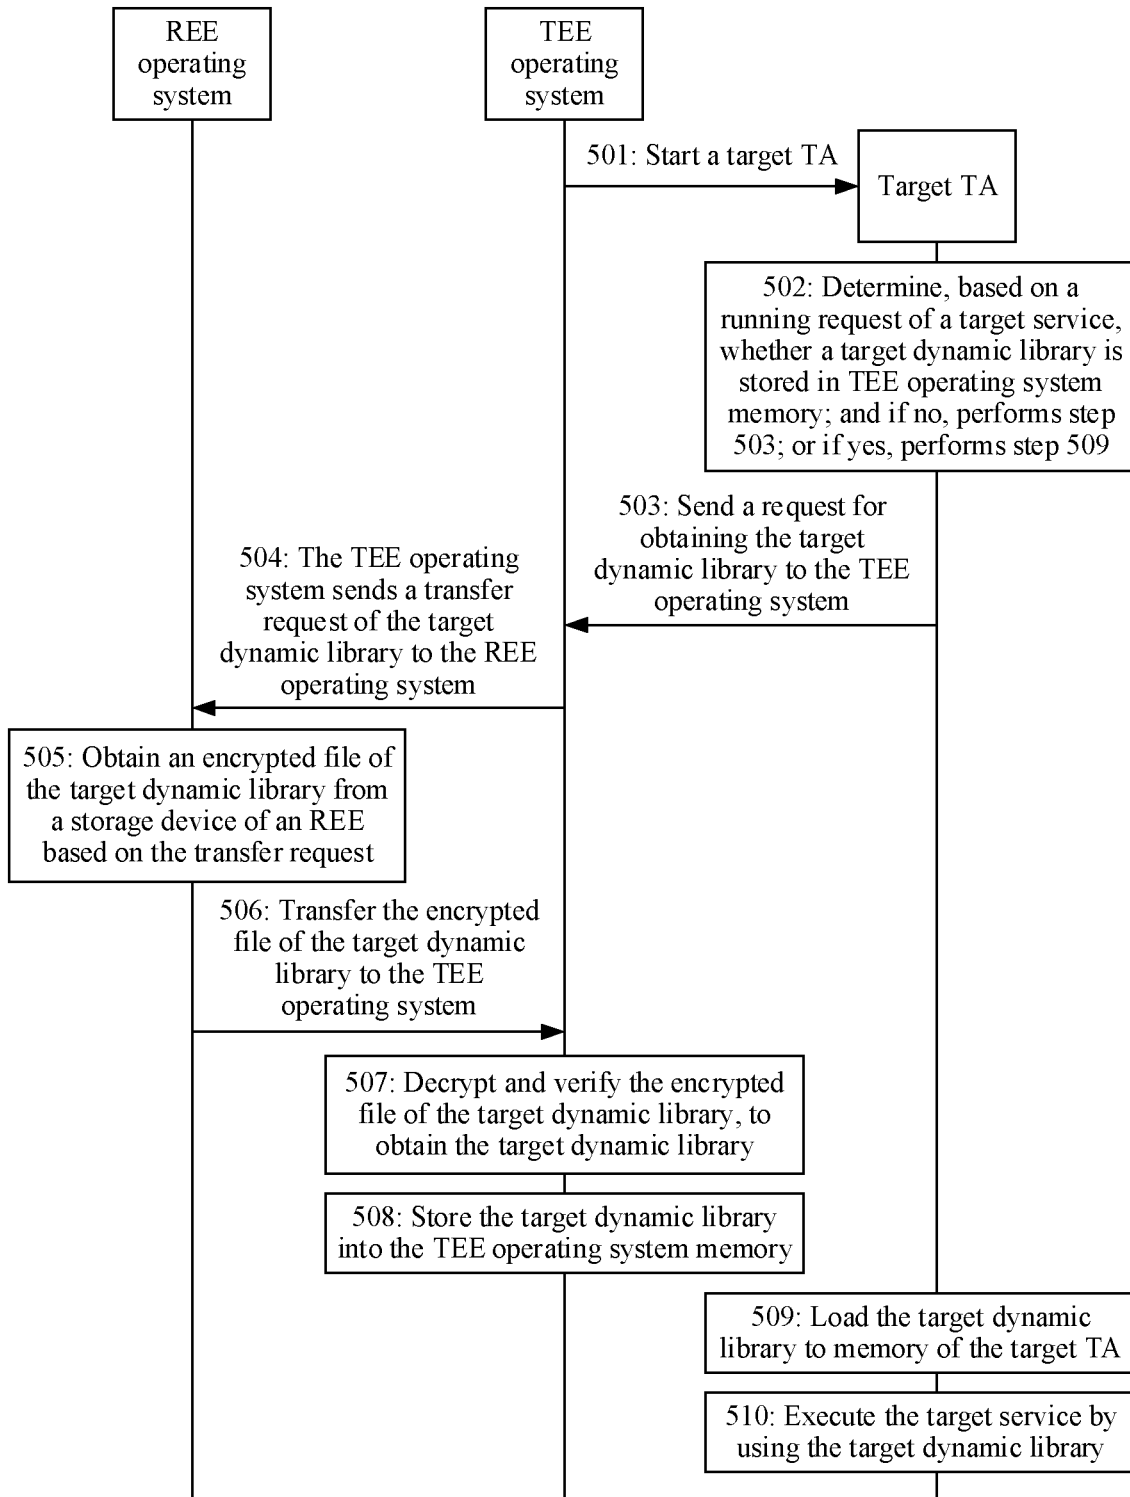 REE
operating
system
TEE
operating
system
501: Start a target TA
Target TA
502: Determine, based on a
running request of a target service,
whether a target dynamic library is
stored in TEE operating system
memory; and if no, performs step
503; or if yes, performs step 509
503: Send a request for
obtaining the target
dynamic library to the TEE
operating system
504: The TEE operating
system sends a transfer
request of the target
dynamic library to the REE
operating system
505: Obtain an encrypted file of
the target dynamic library from
a storage device of an REE
based on the transfer request
506: Transfer the encrypted
file of the target dynamic
library to the TEE
operating system
507: Decrypt and verify the encrypted
file of the target dynamic library, to
obtain the target dynamic library
508: Store the target dynamic library
into the TEE operating system memory
509: Load the target dynamic
library to memory of the target TA
510: Execute the target service by
using the target dynamic library